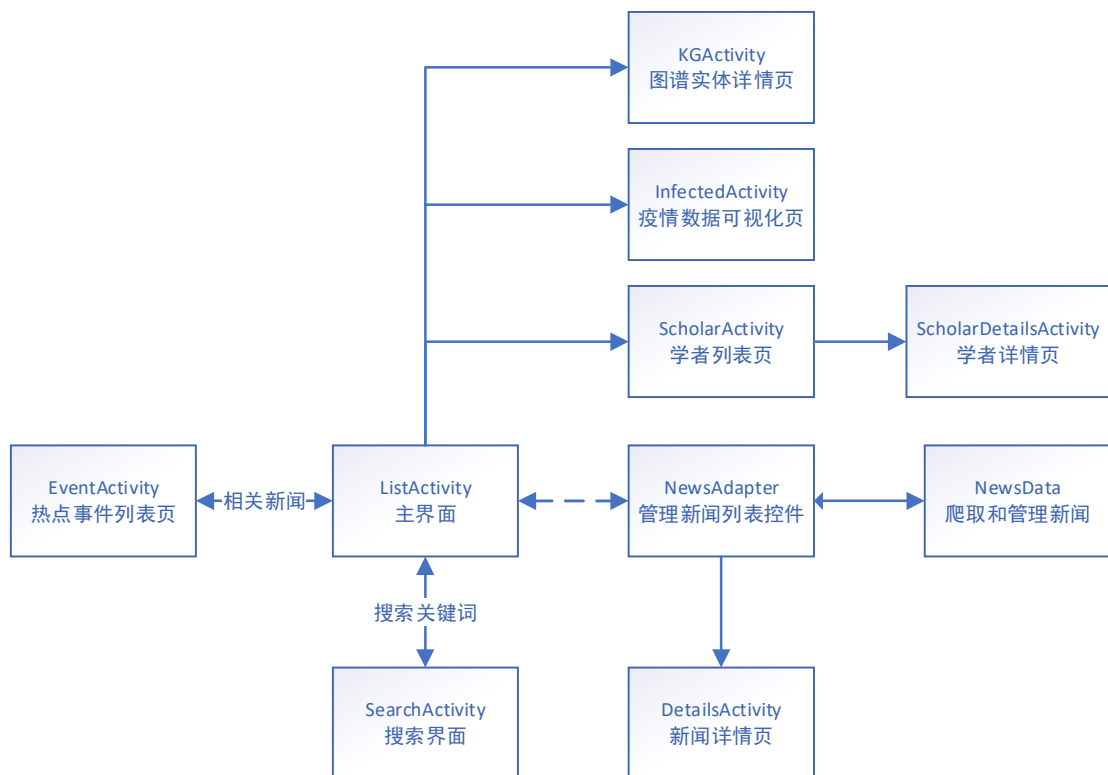 KGActivity
图谱实体详情页
InfectedActivity
疫情数据可视化页
ScholarActivity
学者列表页
ScholarDetailsActivity
学者详情页
EventActivity
热点事件列表页
相关新闻
ListActivity
主界面
NewsAdapter
管理新闻列表控件
NewsData
爬取和管理新闻
搜索关键词
SearchActivity
搜索界面
DetailsActivity
新闻详情页